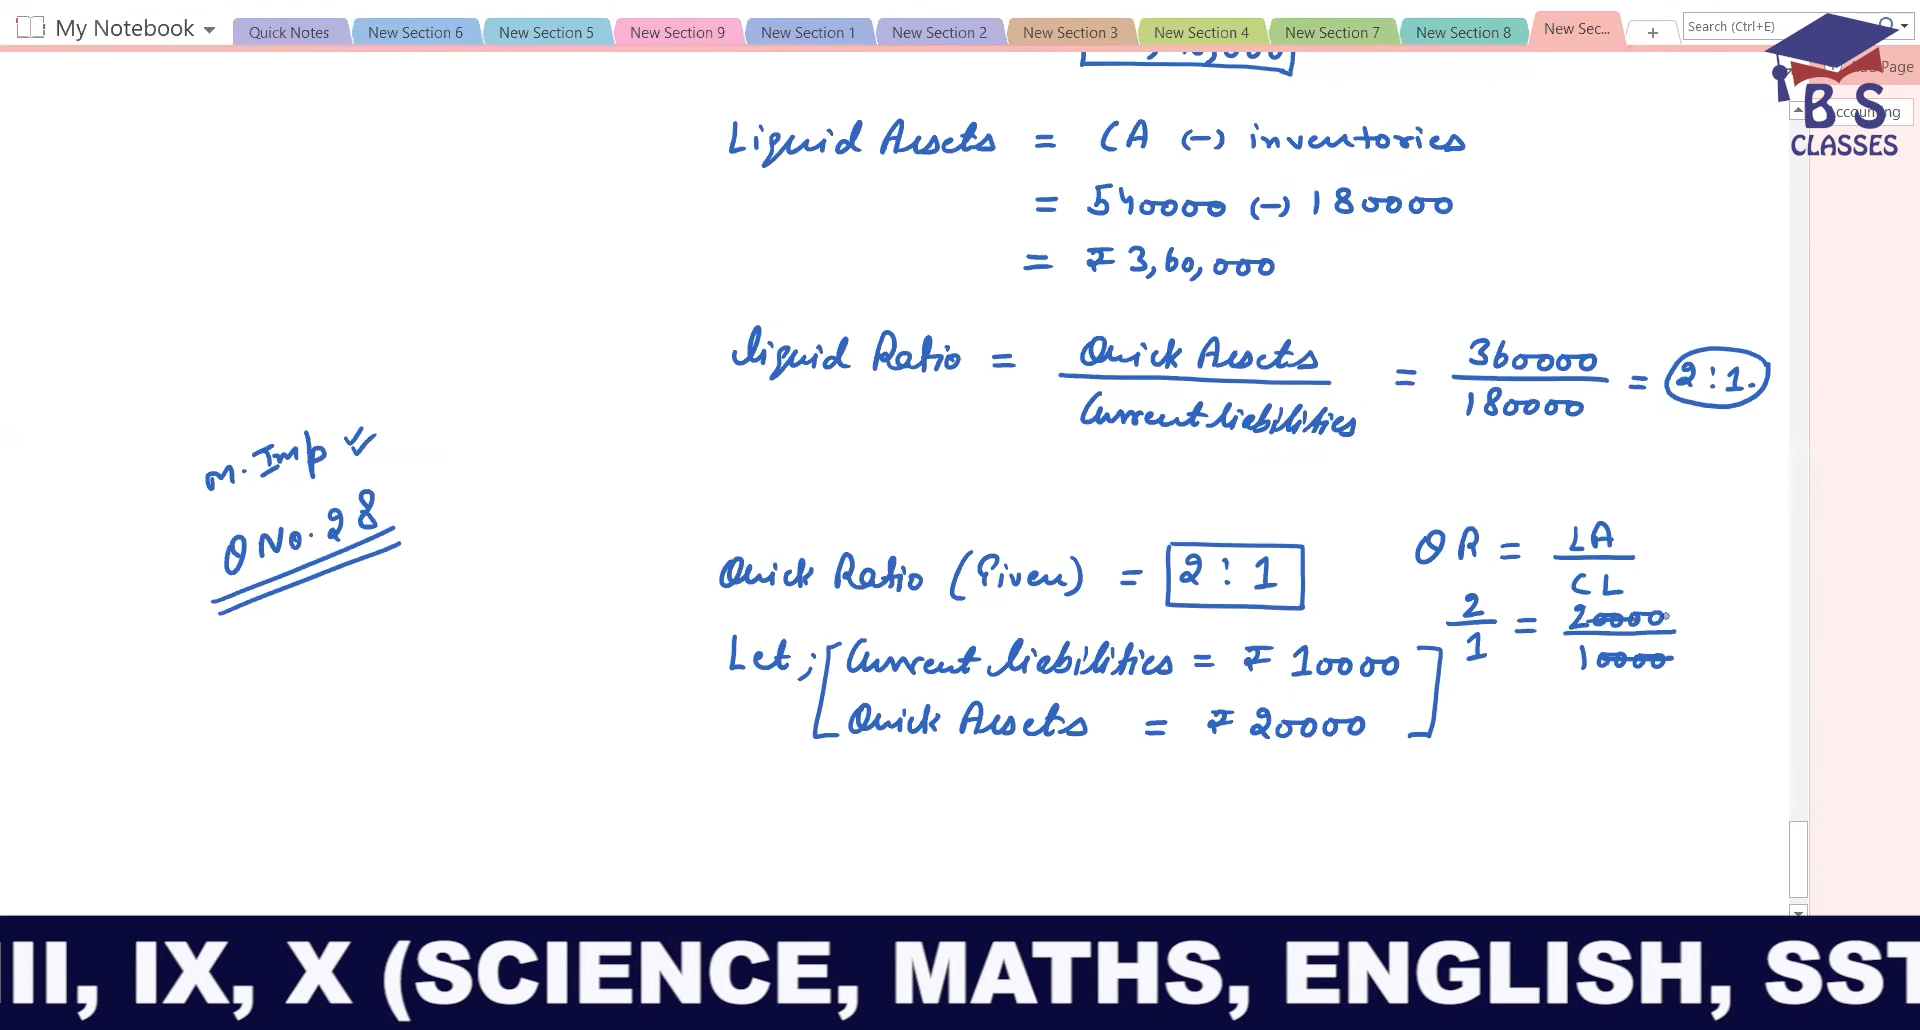 My Notebook
Quick Notes
New Section 6
New Section 5
New Section 9
New Section 1
New Section 2
New Section 3
New Section 4
New Section 7
New Section 8
New Sec...
+
Search (Ctrl+E)
Page
Accounting
BS
CLASSES
Liquid Assets = CA (-) inventories
= 540000 (-) 180000
= ₹ 3,60,000
liquid Ratio = Quick Assets / Current liabilities = 360000 / 180000 = 2:1.
M. Imp ✓✓
Q No. 28
Quick Ratio (Given) = 2 : 1
QR = LA / CL
2 / 1 = 20000 / 10000
Let; [Current liabilities = ₹ 10000]
[Quick Assets = ₹ 20000]
III, IX, X (SCIENCE, MATHS, ENGLISH, SST